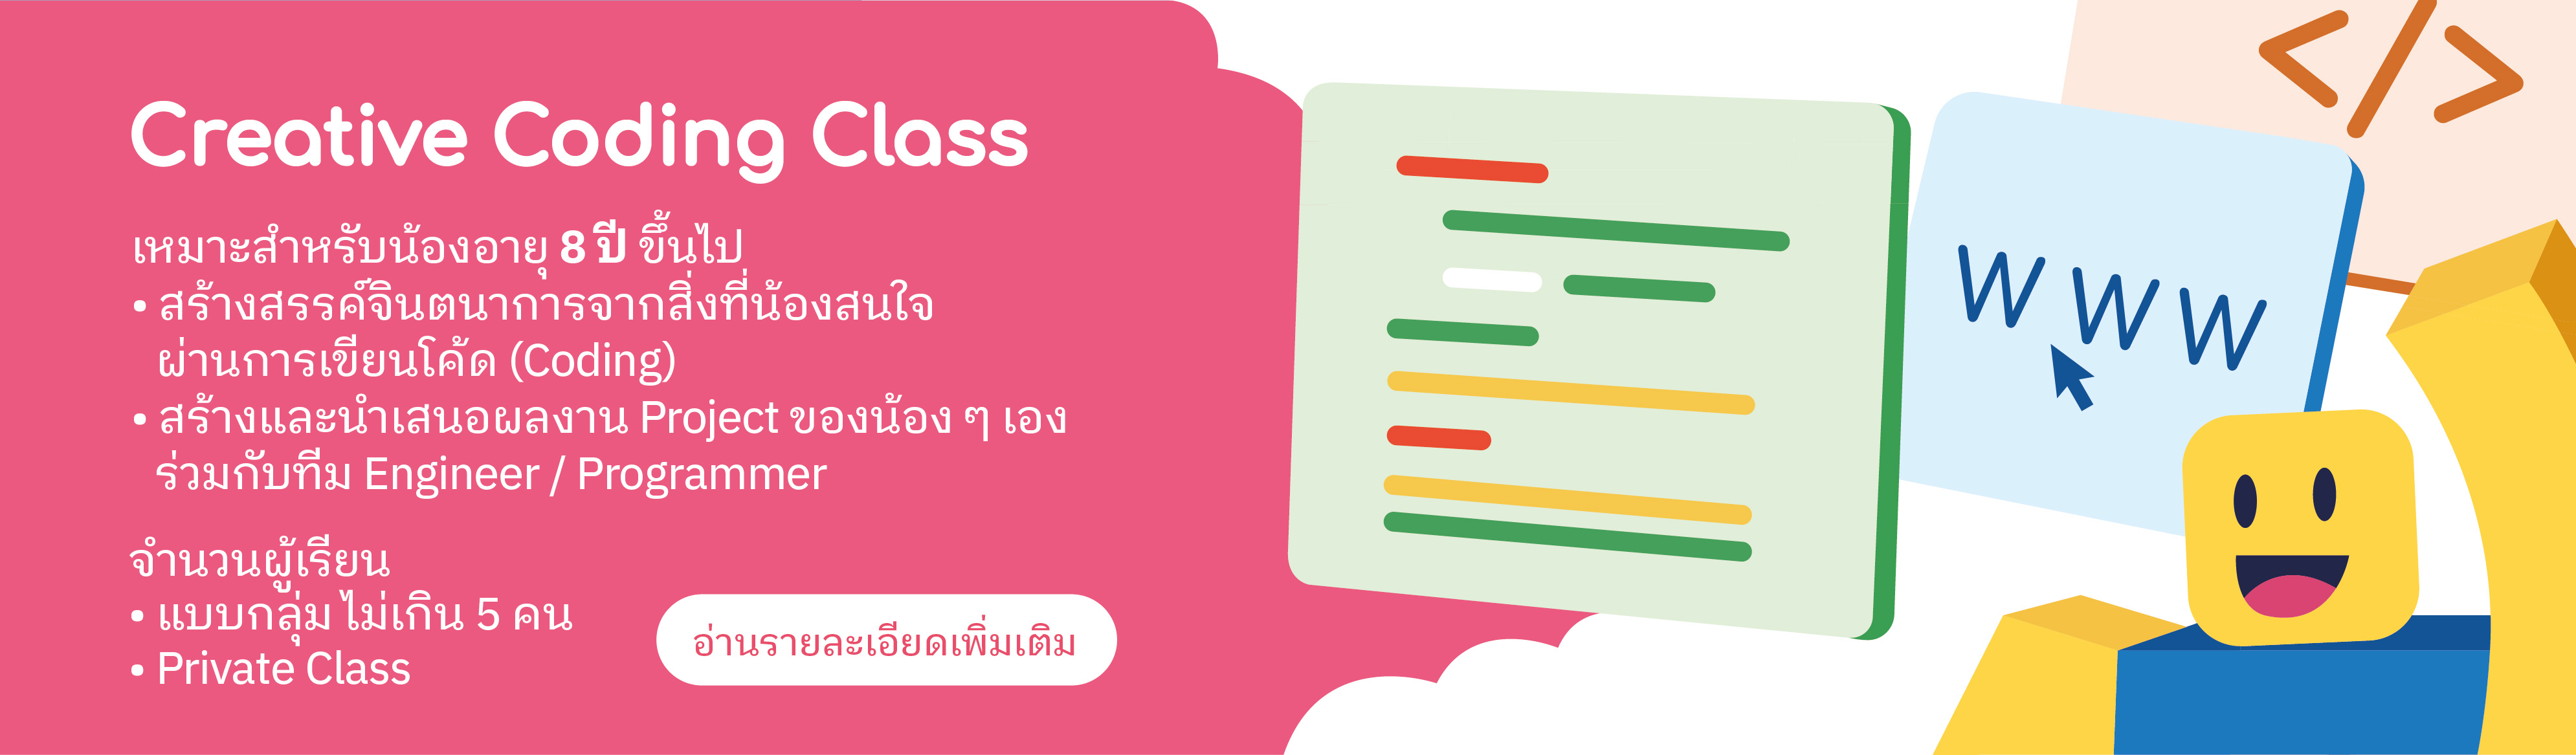 Creative Coding Class
เหมาะสำหรับน้องอายุ 8 ปี ขึ้นไป
• สร้างสรรค์จินตนาการจากสิ่งที่น้องสนใจ
ผ่านการเขียนโค้ด (Coding)
• สร้างและนำเสนอผลงาน Project ของน้อง ๆ เอง
ร่วมกับทีม Engineer / Programmer
จำนวนผู้เรียน
• แบบกลุ่ม ไม่เกิน 5 คน
• Private Class
อ่านรายละเอียดเพิ่มเติม
</>
W W W